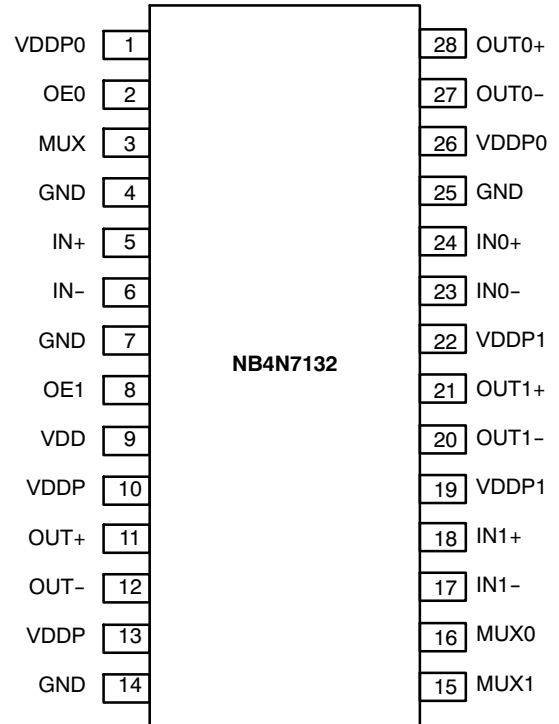 VDDP0 1 28 OUT0+
OE0 2 27 OUT0−
MUX 3 26 VDDP0
GND 4 25 GND
IN+ 5 24 IN0+
IN− 6 23 IN0−
GND 7 22 VDDP1
NB4N7132
OE1 8 21 OUT1+
VDD 9 20 OUT1−
VDDP 10 19 VDDP1
OUT+ 11 18 IN1+
OUT− 12 17 IN1−
VDDP 13 16 MUX0
GND 14 15 MUX1